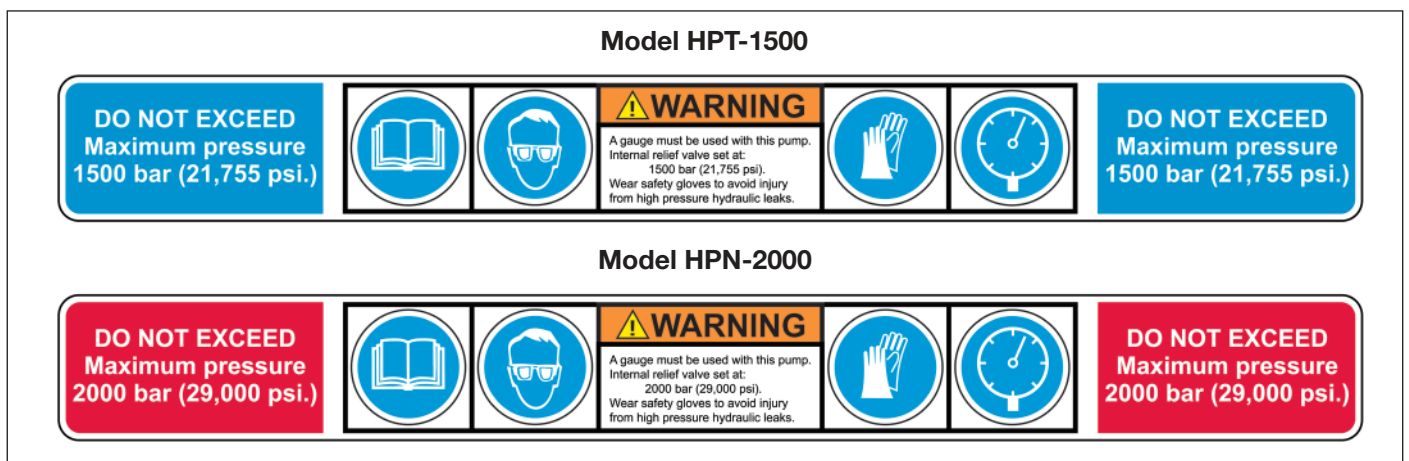 Model HPT-1500
DO NOT EXCEED
Maximum pressure
1500 bar (21,755 psi.)
WARNING
A gauge must be used with this pump.
Internal relief valve set at:
1500 bar (21,755 psi).
Wear safety gloves to avoid injury
from high pressure hydraulic leaks.
DO NOT EXCEED
Maximum pressure
1500 bar (21,755 psi.)
Model HPN-2000
DO NOT EXCEED
Maximum pressure
2000 bar (29,000 psi.)
WARNING
A gauge must be used with this pump.
Internal relief valve set at:
2000 bar (29,000 psi).
Wear safety gloves to avoid injury
from high pressure hydraulic leaks.
DO NOT EXCEED
Maximum pressure
2000 bar (29,000 psi.)